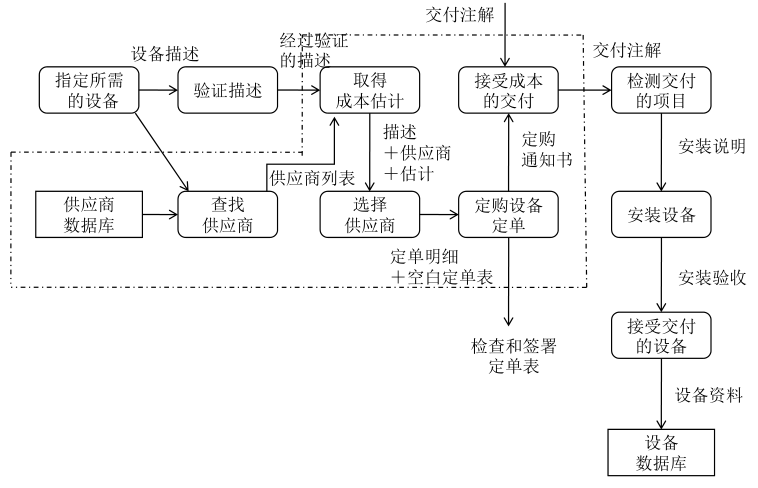 交付注解
设备描述
经过验证
的描述
交付注解
指定所需
的设备
验证描述
取得
成本估计
接受成本
的交付
检测交付
的项目
描述
＋供应商
＋估计
定购
通知书
安装说明
供应商列表
供应商
数据库
查找
供应商
选择
供应商
定购设备
定单
安装设备
定单明细
＋空白定单表
安装验收
检查和签署
定单表
接受交付
的设备
设备资料
设备
数据库